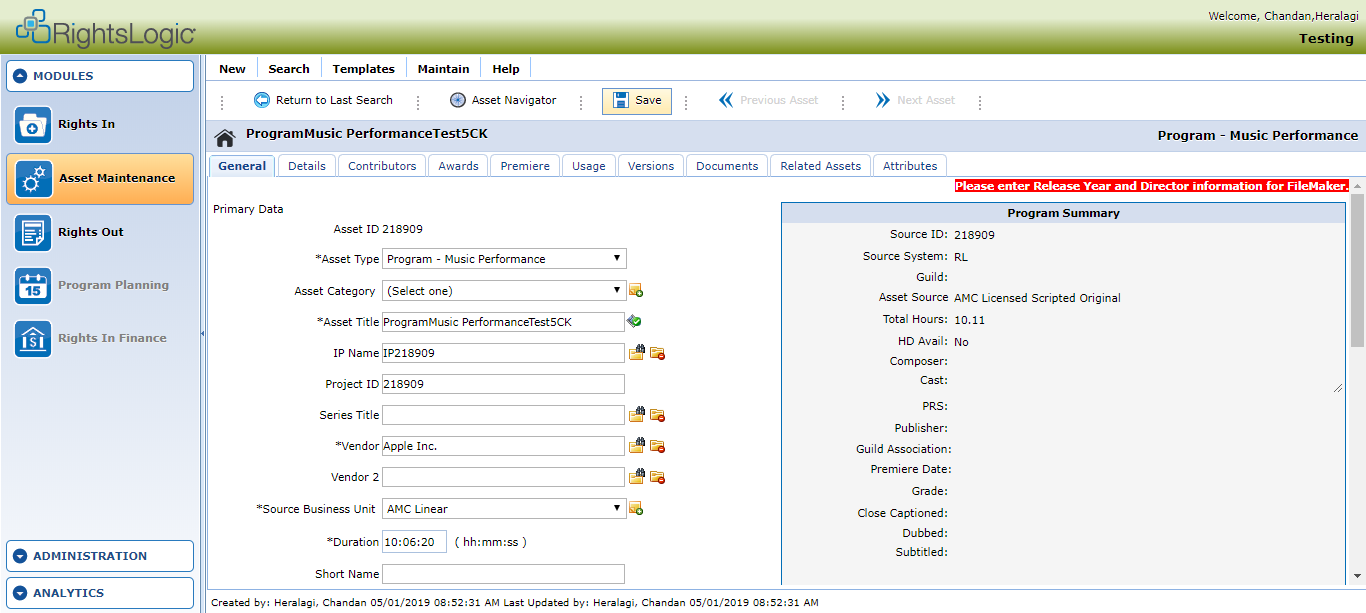 RightsLogic
Welcome, Chandan,Heralagi
Testing
MODULES
Rights In
Asset Maintenance
Rights Out
15
Program Planning
$
Rights In Finance
ADMINISTRATION
ANALYTICS
New Search Templates Maintain Help
Return to Last Search Asset Navigator Save Previous Asset Next Asset
ProgramMusic PerformanceTest5CK Program - Music Performance
General Details Contributors Awards Premiere Usage Versions Documents Related Assets Attributes
Please enter Release Year and Director information for FileMaker.
Primary Data
Asset ID 218909
*Asset Type Program - Music Performance
Asset Category (Select one)
*Asset Title ProgramMusic PerformanceTest5CK
IP Name IP218909
Project ID 218909
Series Title
*Vendor Apple Inc.
Vendor 2
*Source Business Unit AMC Linear
*Duration 10:06:20 ( hh:mm:ss )
Short Name
Program Summary
Source ID: 218909
Source System: RL
Guild:
Asset Source AMC Licensed Scripted Original
Total Hours: 10.11
HD Avail: No
Composer:
Cast:
PRS:
Publisher:
Guild Association:
Premiere Date:
Grade:
Close Captioned:
Dubbed:
Subtitled:
Created by: Heralagi, Chandan 05/01/2019 08:52:31 AM Last Updated by: Heralagi, Chandan 05/01/2019 08:52:31 AM